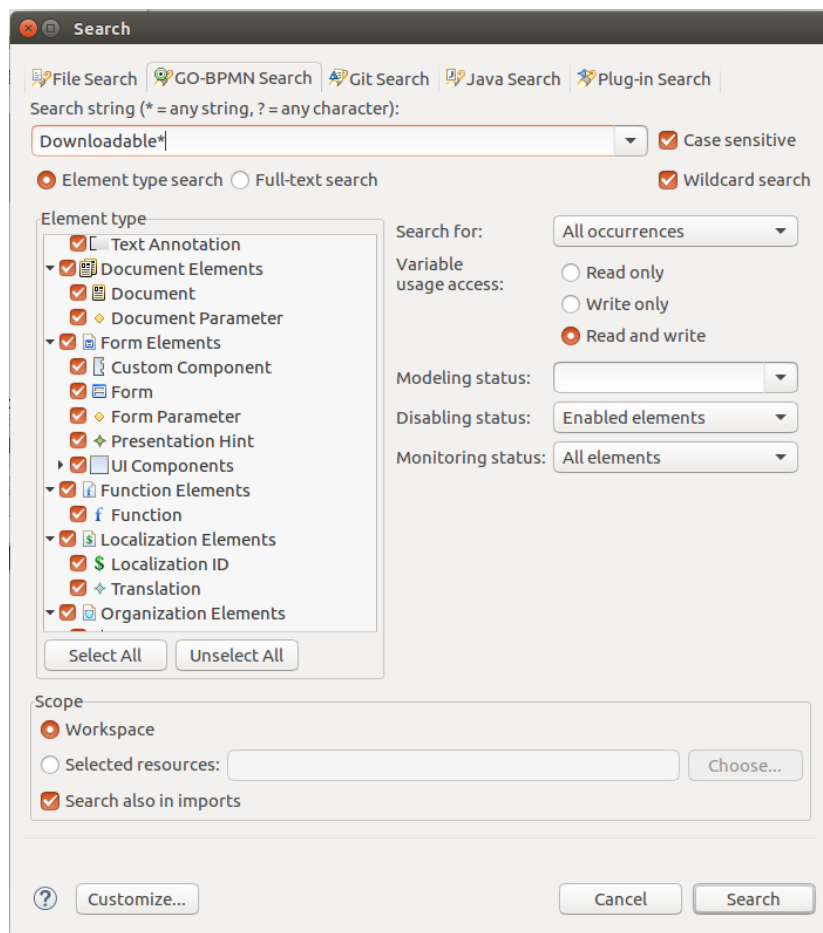 Search
File Search GO-BPMN Search Git Search Java Search Plug-in Search
Search string (* = any string, ? = any character):
Downloadable* Case sensitive
Element type search Full-text search Wildcard search
Element type
Text Annotation
Document Elements
Document
Document Parameter
Form Elements
Custom Component
Form
Form Parameter
Presentation Hint
UI Components
Function Elements
Function
Localization Elements
Localization ID
Translation
Organization Elements
Select All Unselect All
Search for: All occurrences
Variable
usage access:
Read only
Write only
Read and write
Modeling status:
Disabling status: Enabled elements
Monitoring status: All elements
Scope
Workspace
Selected resources: Choose...
Search also in imports
Customize... Cancel Search